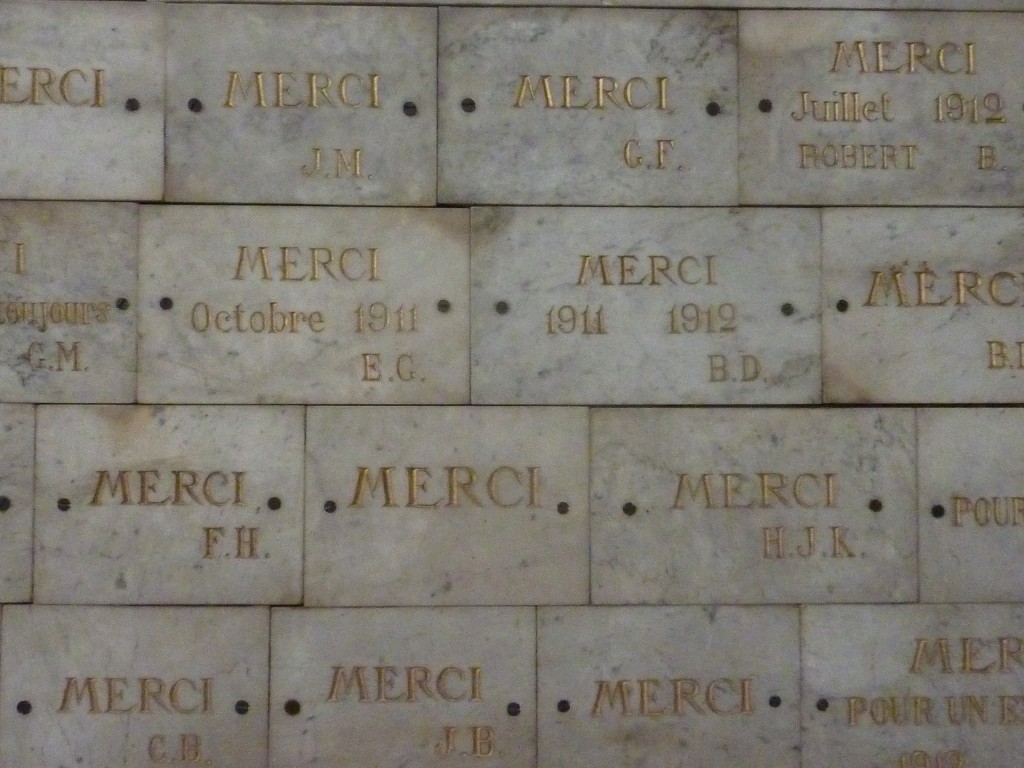 MERCI
J.M.
MERCI
G.F.
MERCI
Juillet 1912
ROBERT B.
toujours
G.M.
MERCI
Octobre 1911
E.G.
MERCI
1911 1912
B.D.
MERCI
MERCI
F.H.
MERCI
MERCI
H.J.K.
POUR
MERCI
C.B.
MERCI
J.B.
MERCI
POUR UN